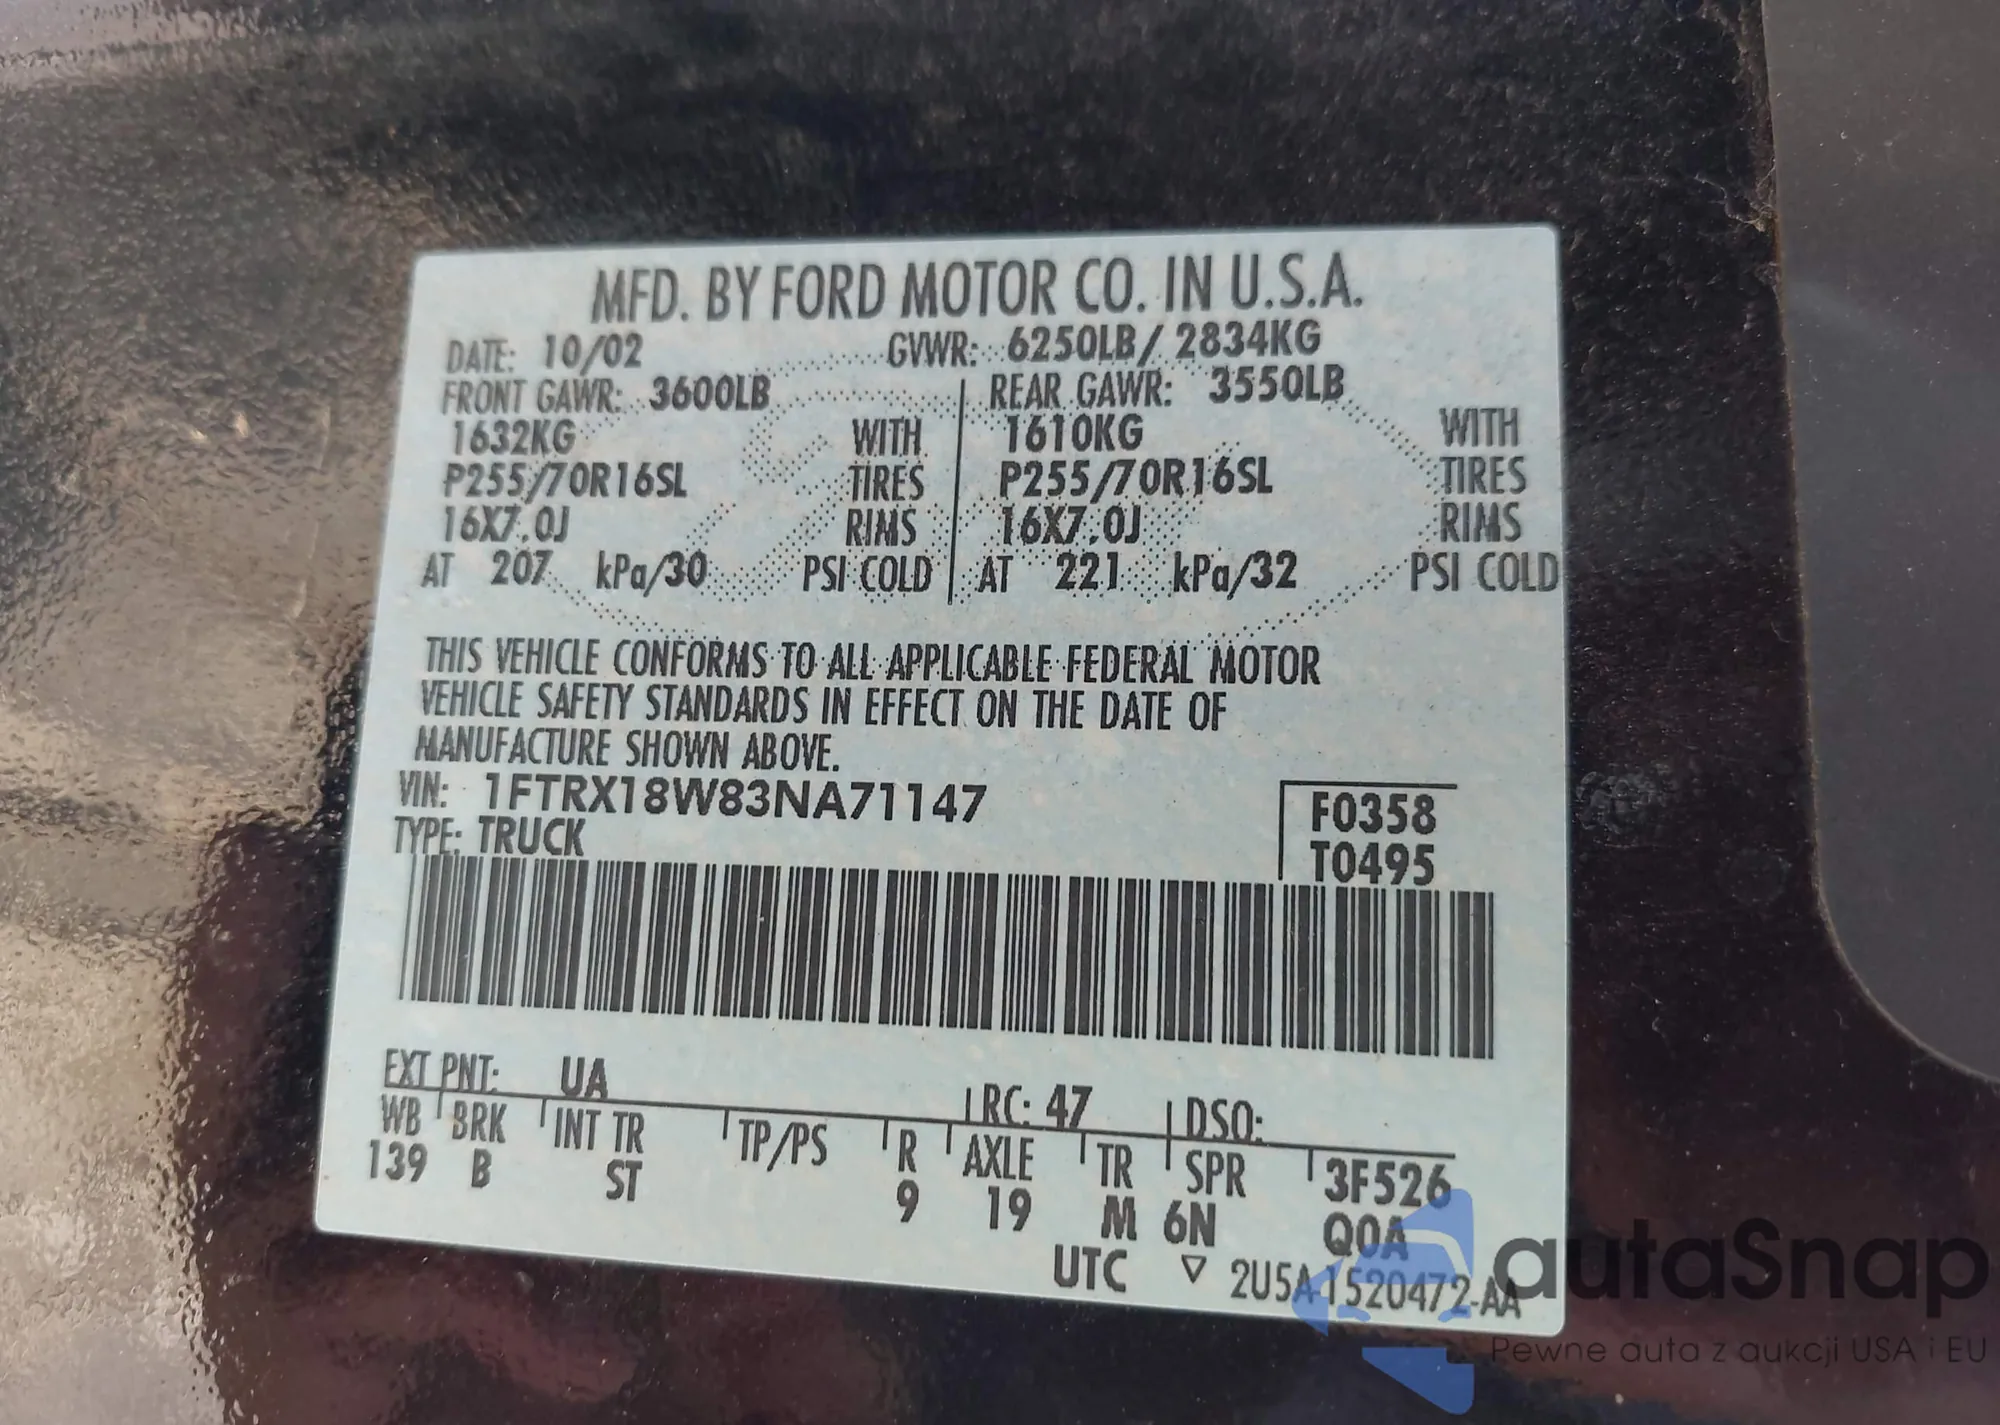 MFD. BY FORD MOTOR CO. IN U.S.A.
DATE: 10/02 GVWR: 6250LB/ 2834KG
FRONT GAWR: 3600LB REAR GAWR: 3550LB
1632KG WITH 1610KG WITH
P255/70R16SL TIRES P255/70R16SL TIRES
16X7.0J RIMS 16X7.0J RIMS
AT 207 kPa/30 PSI COLD AT 221 kPa/32 PSI COLD
THIS VEHICLE CONFORMS TO ALL APPLICABLE FEDERAL MOTOR
VEHICLE SAFETY STANDARDS IN EFFECT ON THE DATE OF
MANUFACTURE SHOWN ABOVE.
VIN: 1FTRX18W83NA71147 F0358
TYPE: TRUCK T0495
EXT PNT: UA RC: 47 DSO:
WB BRK INT TR TP/PS R AXLE TR SPR 3F526
139 B ST 9 19 M 6N Q0A
UTC ▽ 2U5A-1520472-AA
autaSnap
Pewne auta z aukcji USA i EU